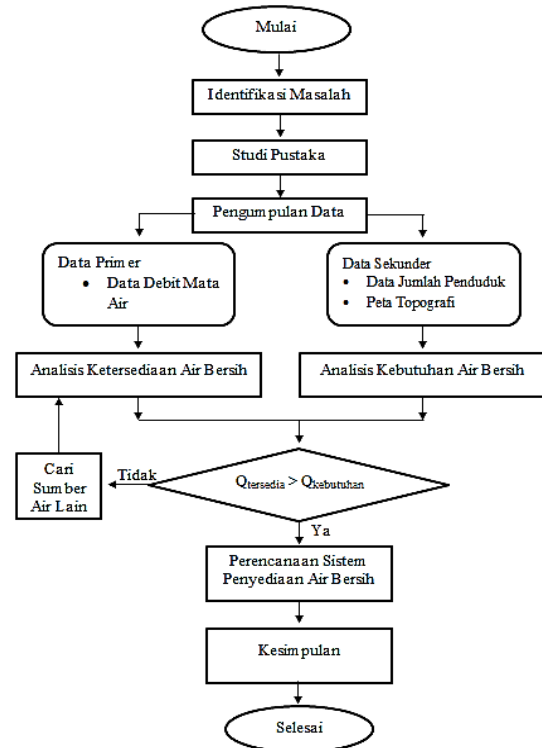 Mulai
Identifikasi Masalah
Studi Pustaka
Pengumpulan Data
Data Primer
• Data Debit Mata
Air
Data Sekunder
• Data Jumlah Penduduk
• Peta Topografi
Analisis Ketersediaan Air Bersih
Analisis Kebutuhan Air Bersih
Cari
Sumber
Air Lain
Tidak
Qtersedia > Qkebutuhan
Ya
Perencanaan Sistem
Penyediaan Air Bersih
Kesimpulan
Selesai